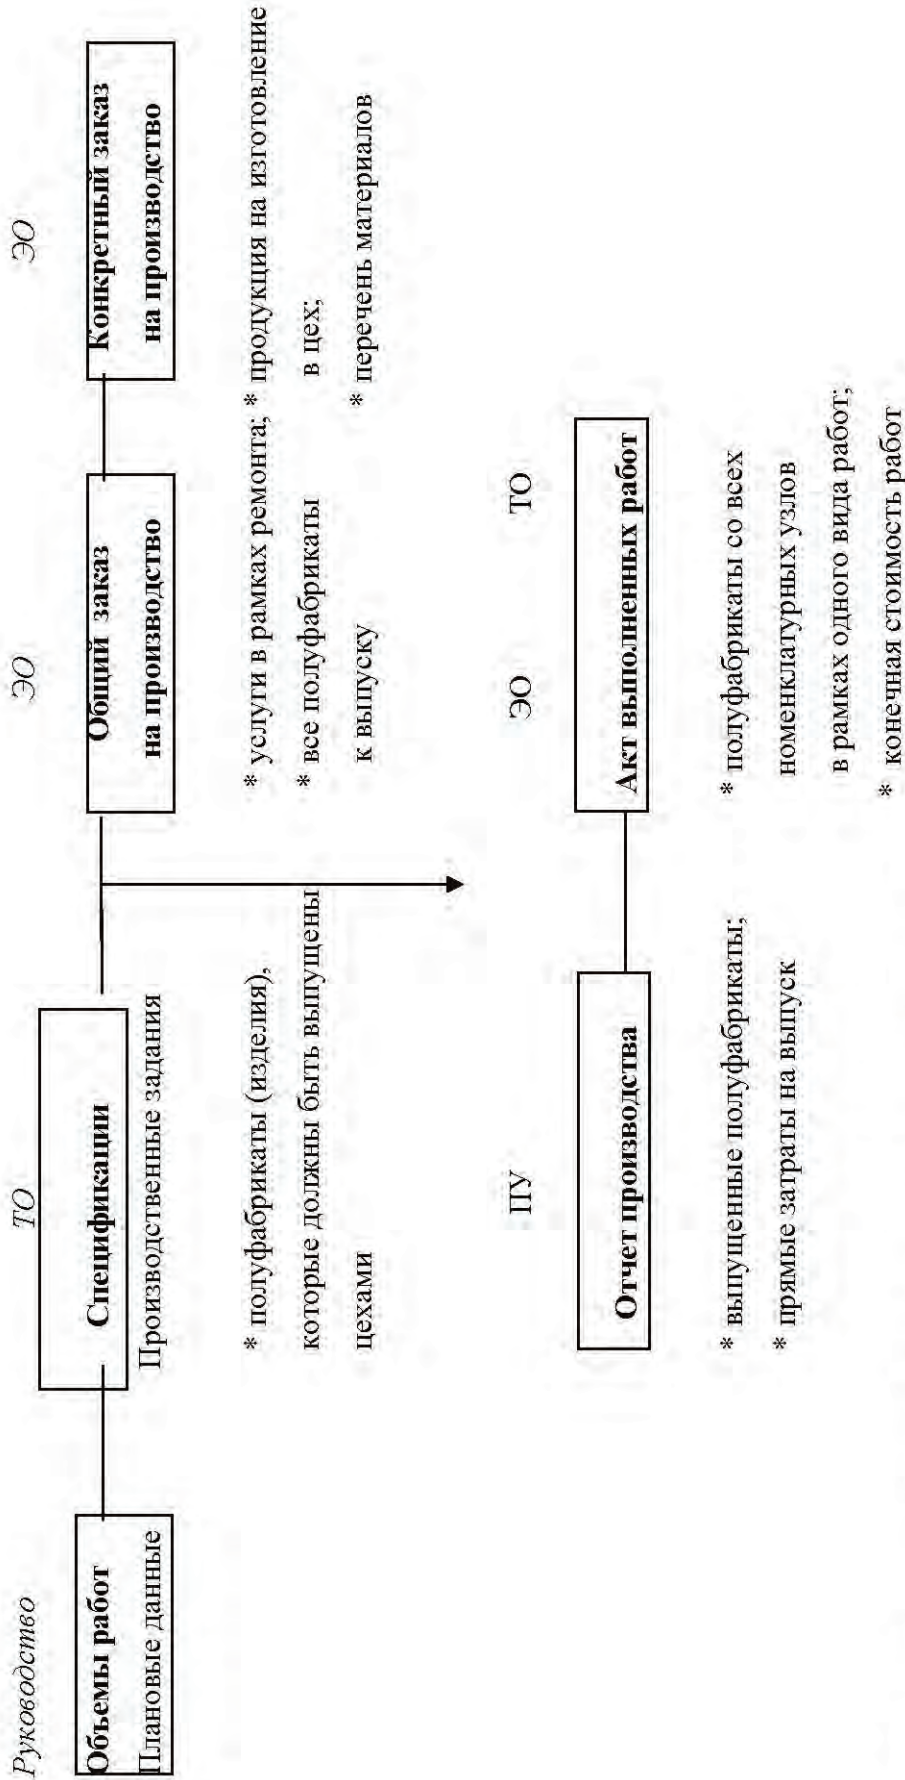 Руководство
Объемы работ
Плановые данные
ТО
Спецификации
Производственные задания
* полуфабрикаты (изделия),
которые должны быть выпущены
цехами
ЭО
Общий заказ
на производство
* услуги в рамках ремонта;
* все полуфабрикаты
к выпуску
ЭО
Конкретный заказ
на производство
* продукция на изготовление
в цех;
* перечень материалов
ПУ
Отчет производства
* выпущенные полуфабрикаты;
* прямые затраты на выпуск
ЭО ТО
Акт выполненных работ
* полуфабрикаты со всех
номенклатурных узлов
в рамках одного вида работ;
* конечная стоимость работ